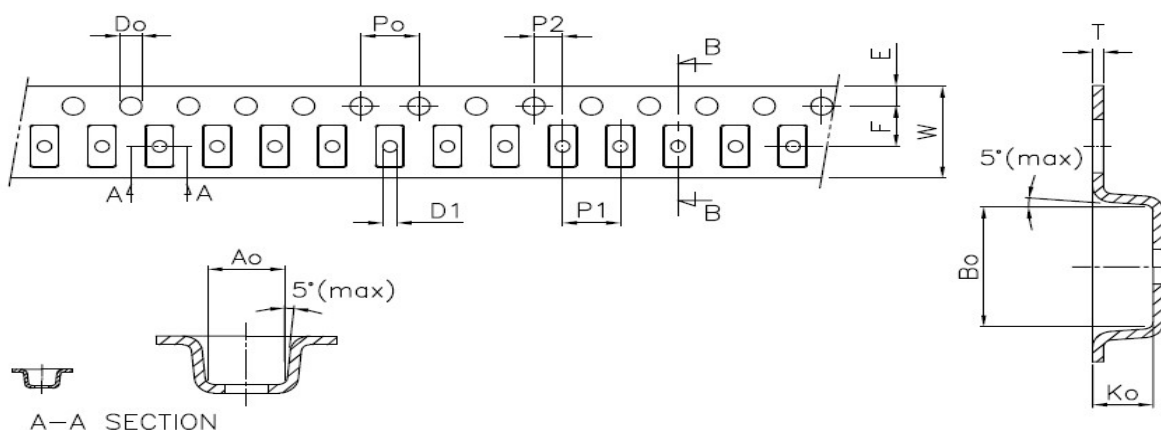 Do
Po
P2
B
T
E
F
W
A
A
D1
P1
B
5°(max)
Bo
Ao
5°(max)
Ko
A-A SECTION